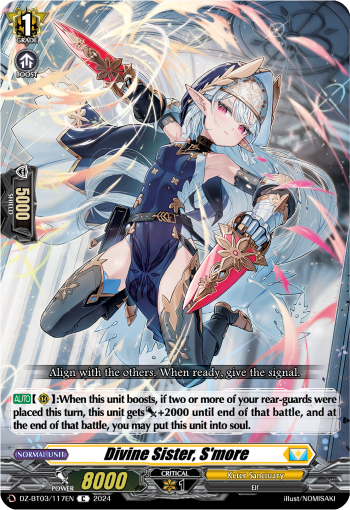 1
GRADE
BOOST
5000
SHIELD
Align with the others. When ready, give the signal.
AUTO【 】:When this unit boosts, if two or more of your rear-guards were
placed this turn, this unit gets +2000 until end of that battle, and at
the end of that battle, you may put this unit into soul.
NORMAL UNIT
Divine Sister, S'more
POWER
8000
CRITICAL
1
Keter Sanctuary
Elf
DZ-BT03/117EN C 2024
illust/NOMISAKI